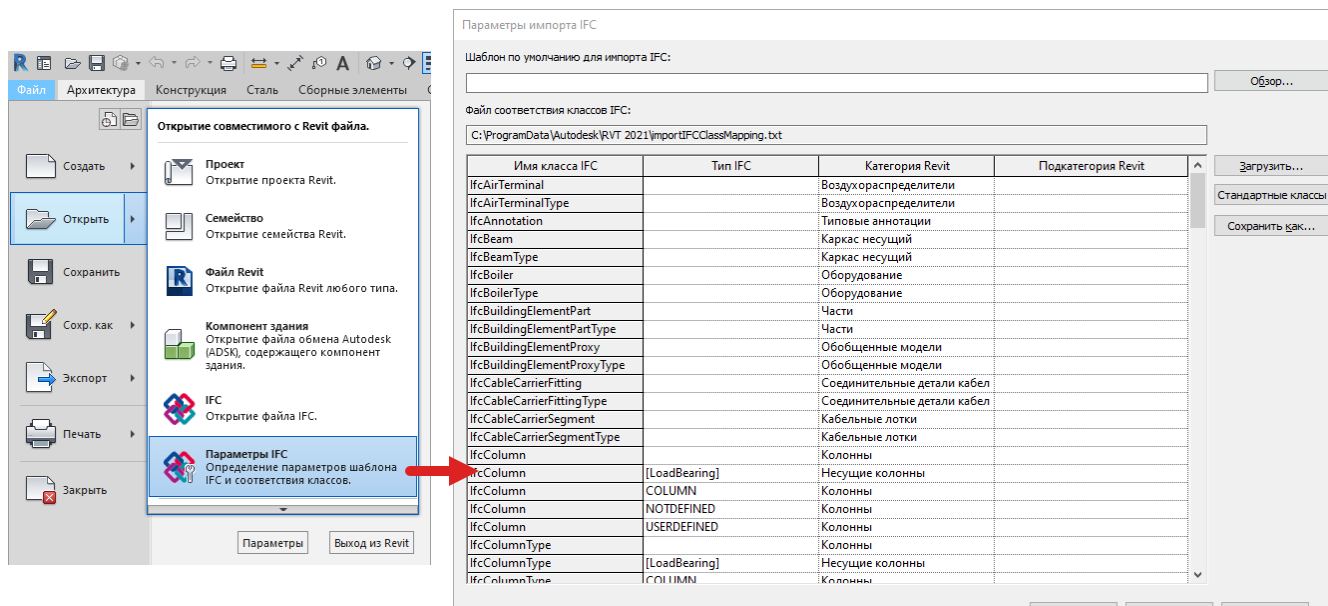 Файл Архитектура Конструкция Сталь Сборные элементы
Открытие совместимого с Revit файла.
Создать
Открыть
Сохранить
Сохр. как
Экспорт
Печать
Закрыть
Проект
Открытие проекта Revit.
Семейство
Открытие семейства Revit.
Файл Revit
Открытие файла Revit любого типа.
Компонент здания
Открытие файла обмена Autodesk
(ADSK), содержащего компонент
здания.
IFC
Открытие файла IFC.
Параметры IFC
Определение параметров шаблона
IFC и соответствия классов.
Параметры Выход из Revit
Параметры импорта IFC
Шаблон по умолчанию для импорта IFC:
Обзор...
Файл соответствия классов IFC:
C:\ProgramData\Autodesk\RVT 2021\importIFCClassMapping.txt
Имя класса IFC Тип IFC Категория Revit Подкатегория Revit
Загрузить...
Стандартные классы
Сохранить как...
IfcAirTerminal Воздухораспределители
IfcAirTerminalType Воздухораспределители
IfcAnnotation Типовые аннотации
IfcBeam Каркас несущий
IfcBeamType Каркас несущий
IfcBoiler Оборудование
IfcBoilerType Оборудование
IfcBuildingElementPart Части
IfcBuildingElementPartType Части
IfcBuildingElementProxy Обобщенные модели
IfcBuildingElementProxyType Обобщенные модели
IfcCableCarrierFitting Соединительные детали кабел
IfcCableCarrierFittingType Соединительные детали кабел
IfcCableCarrierSegment Кабельные лотки
IfcCableCarrierSegmentType Кабельные лотки
IfcColumn Колонны
IfcColumn [LoadBearing] Несущие колонны
IfcColumn COLUMN Колонны
IfcColumn NOTDEFINED Колонны
IfcColumn USERDEFINED Колонны
IfcColumnType Колонны
IfcColumnType [LoadBearing] Несущие колонны
IfcColumnType COLUMN Колонны